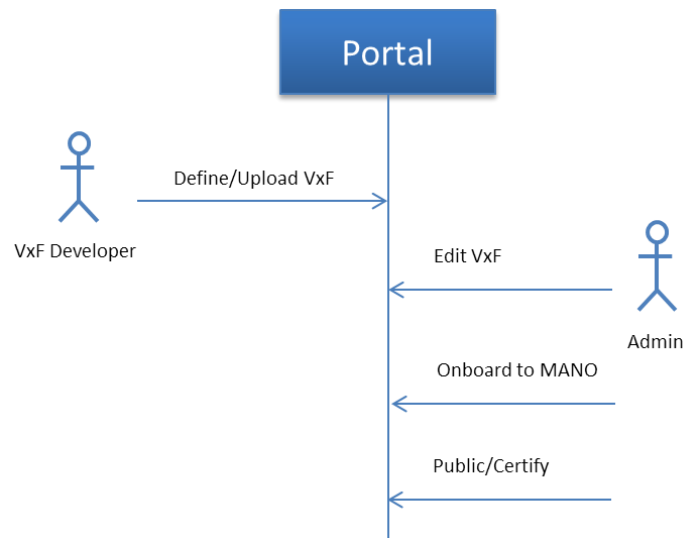 Portal
Define/Upload VxF
VxF Developer
Edit VxF
Admin
Onboard to MANO
Public/Certify